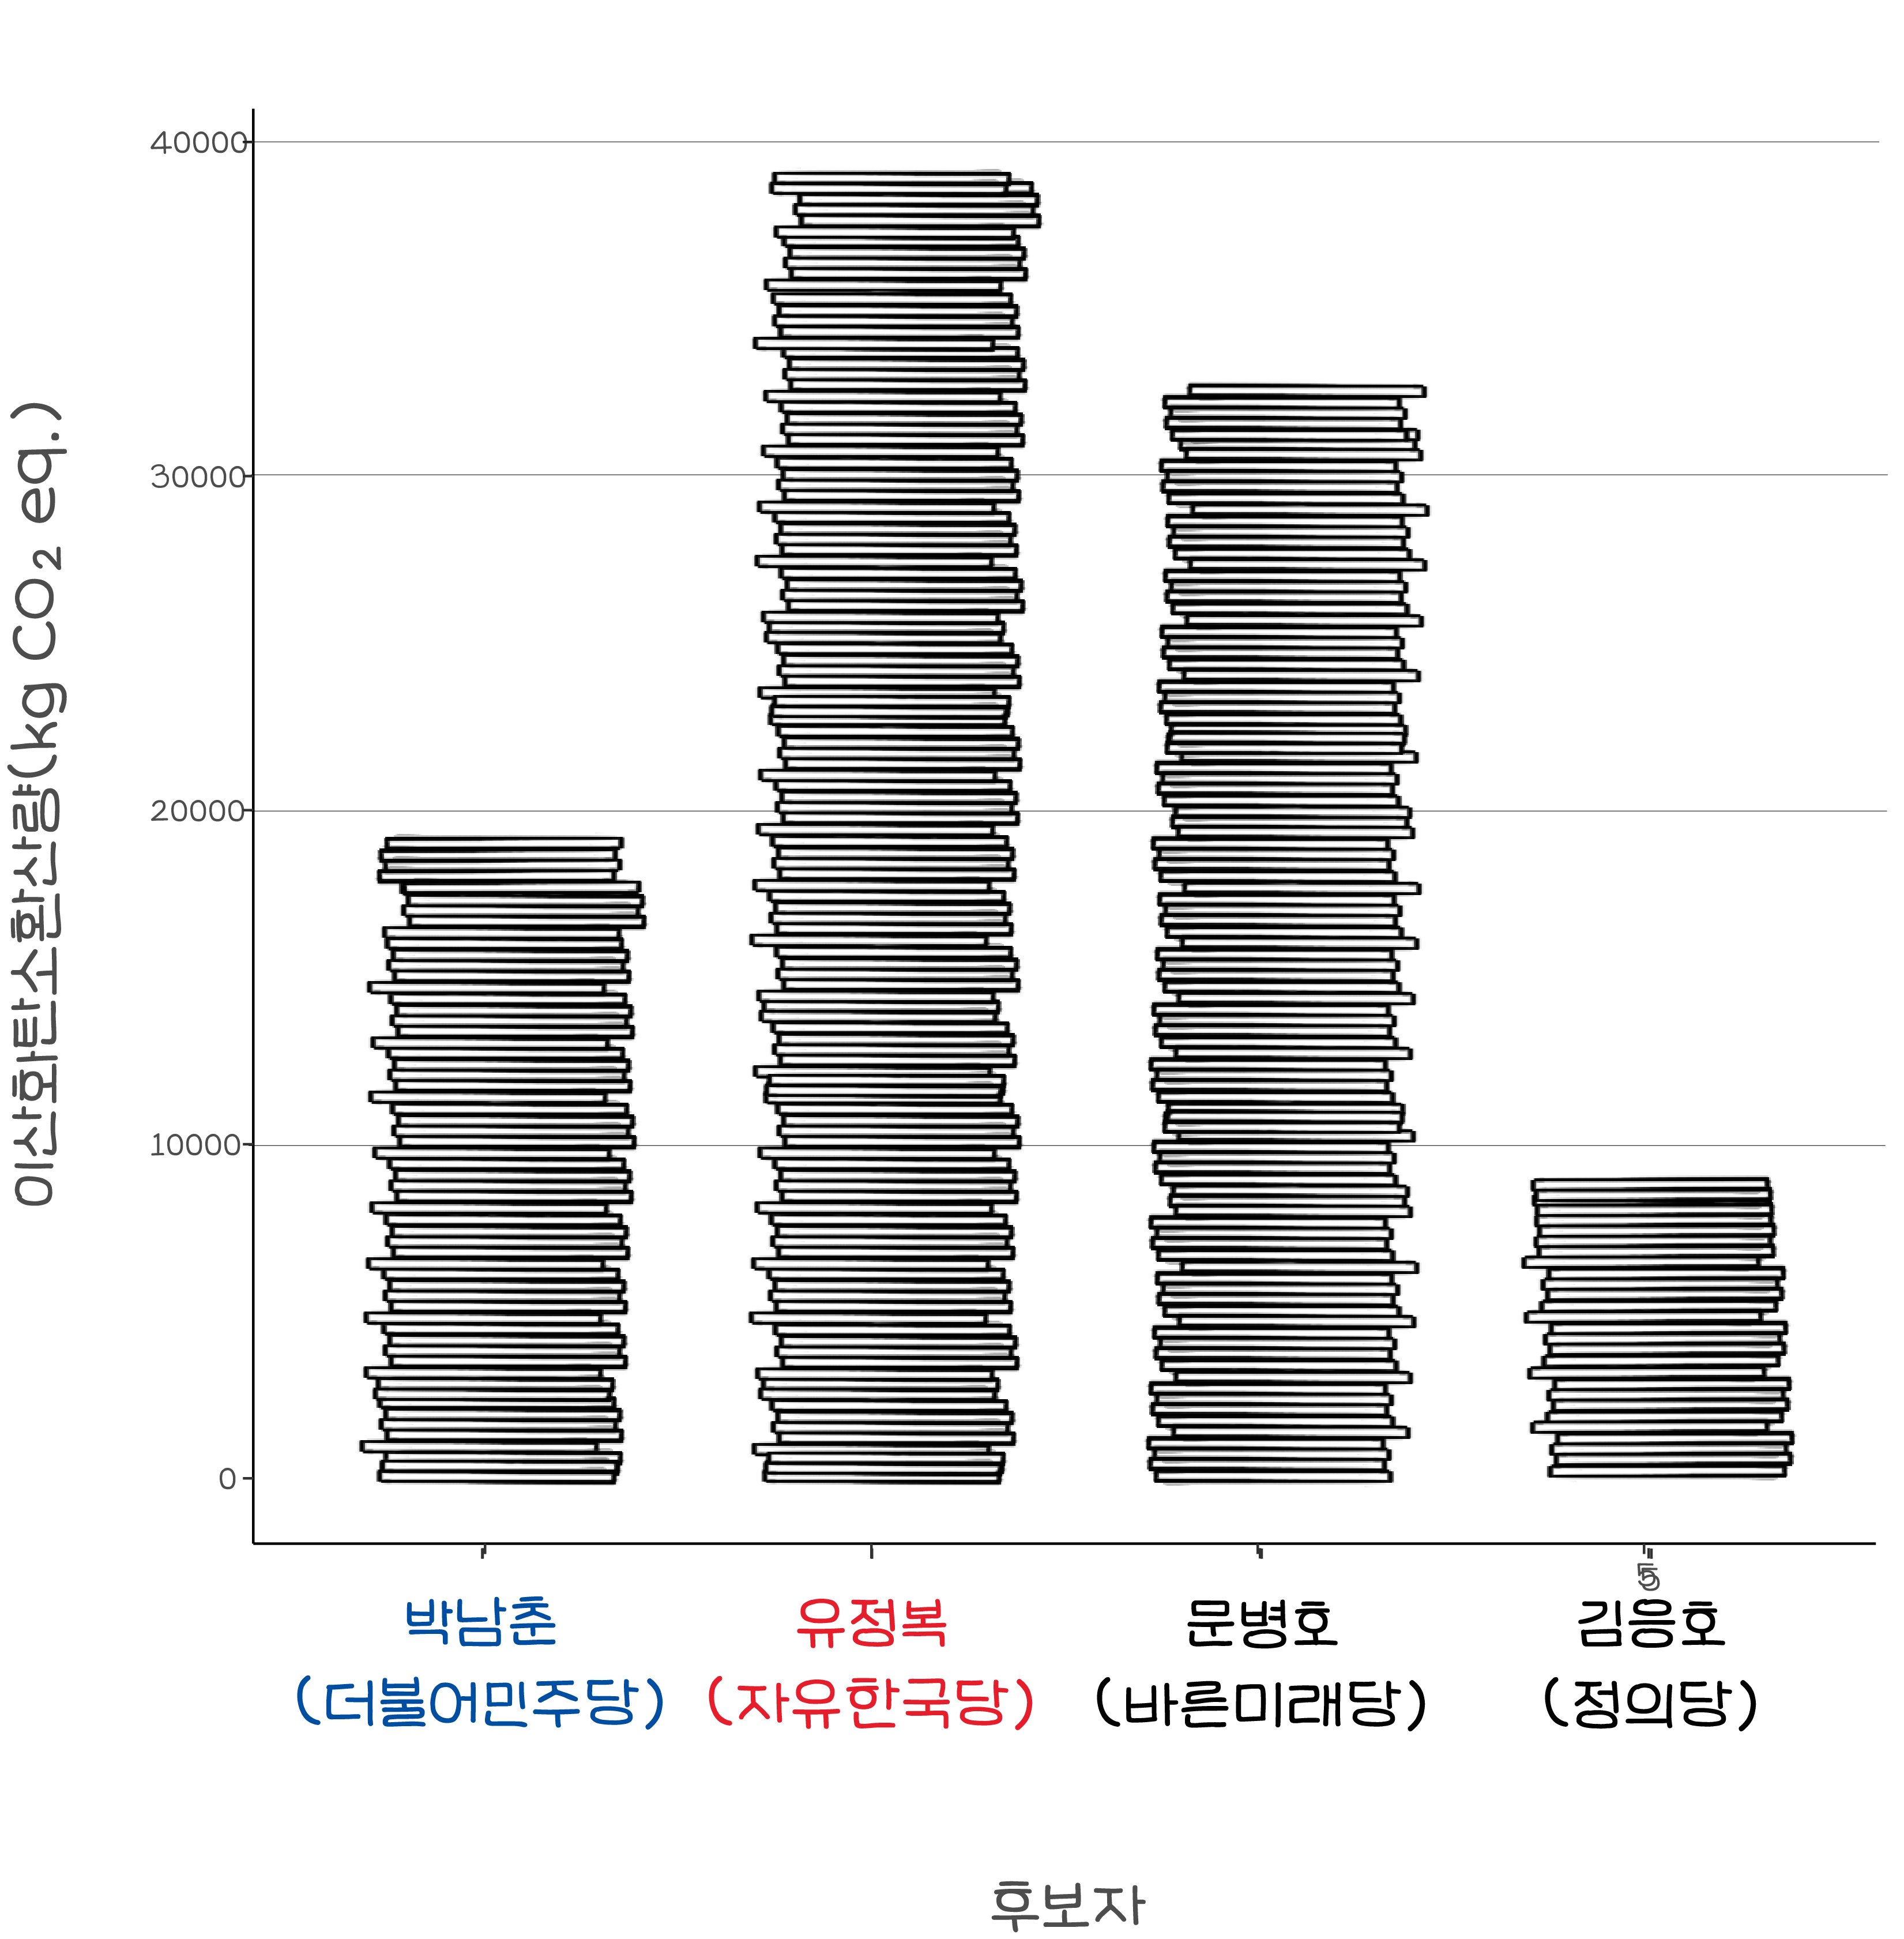 이산화탄소환산량(kg CO₂ eq.)
40000
30000
20000
10000
0
박남춘 유정복 문병호 김응호
(더불어민주당) (자유한국당) (바른미래당) (정의당)
후보자